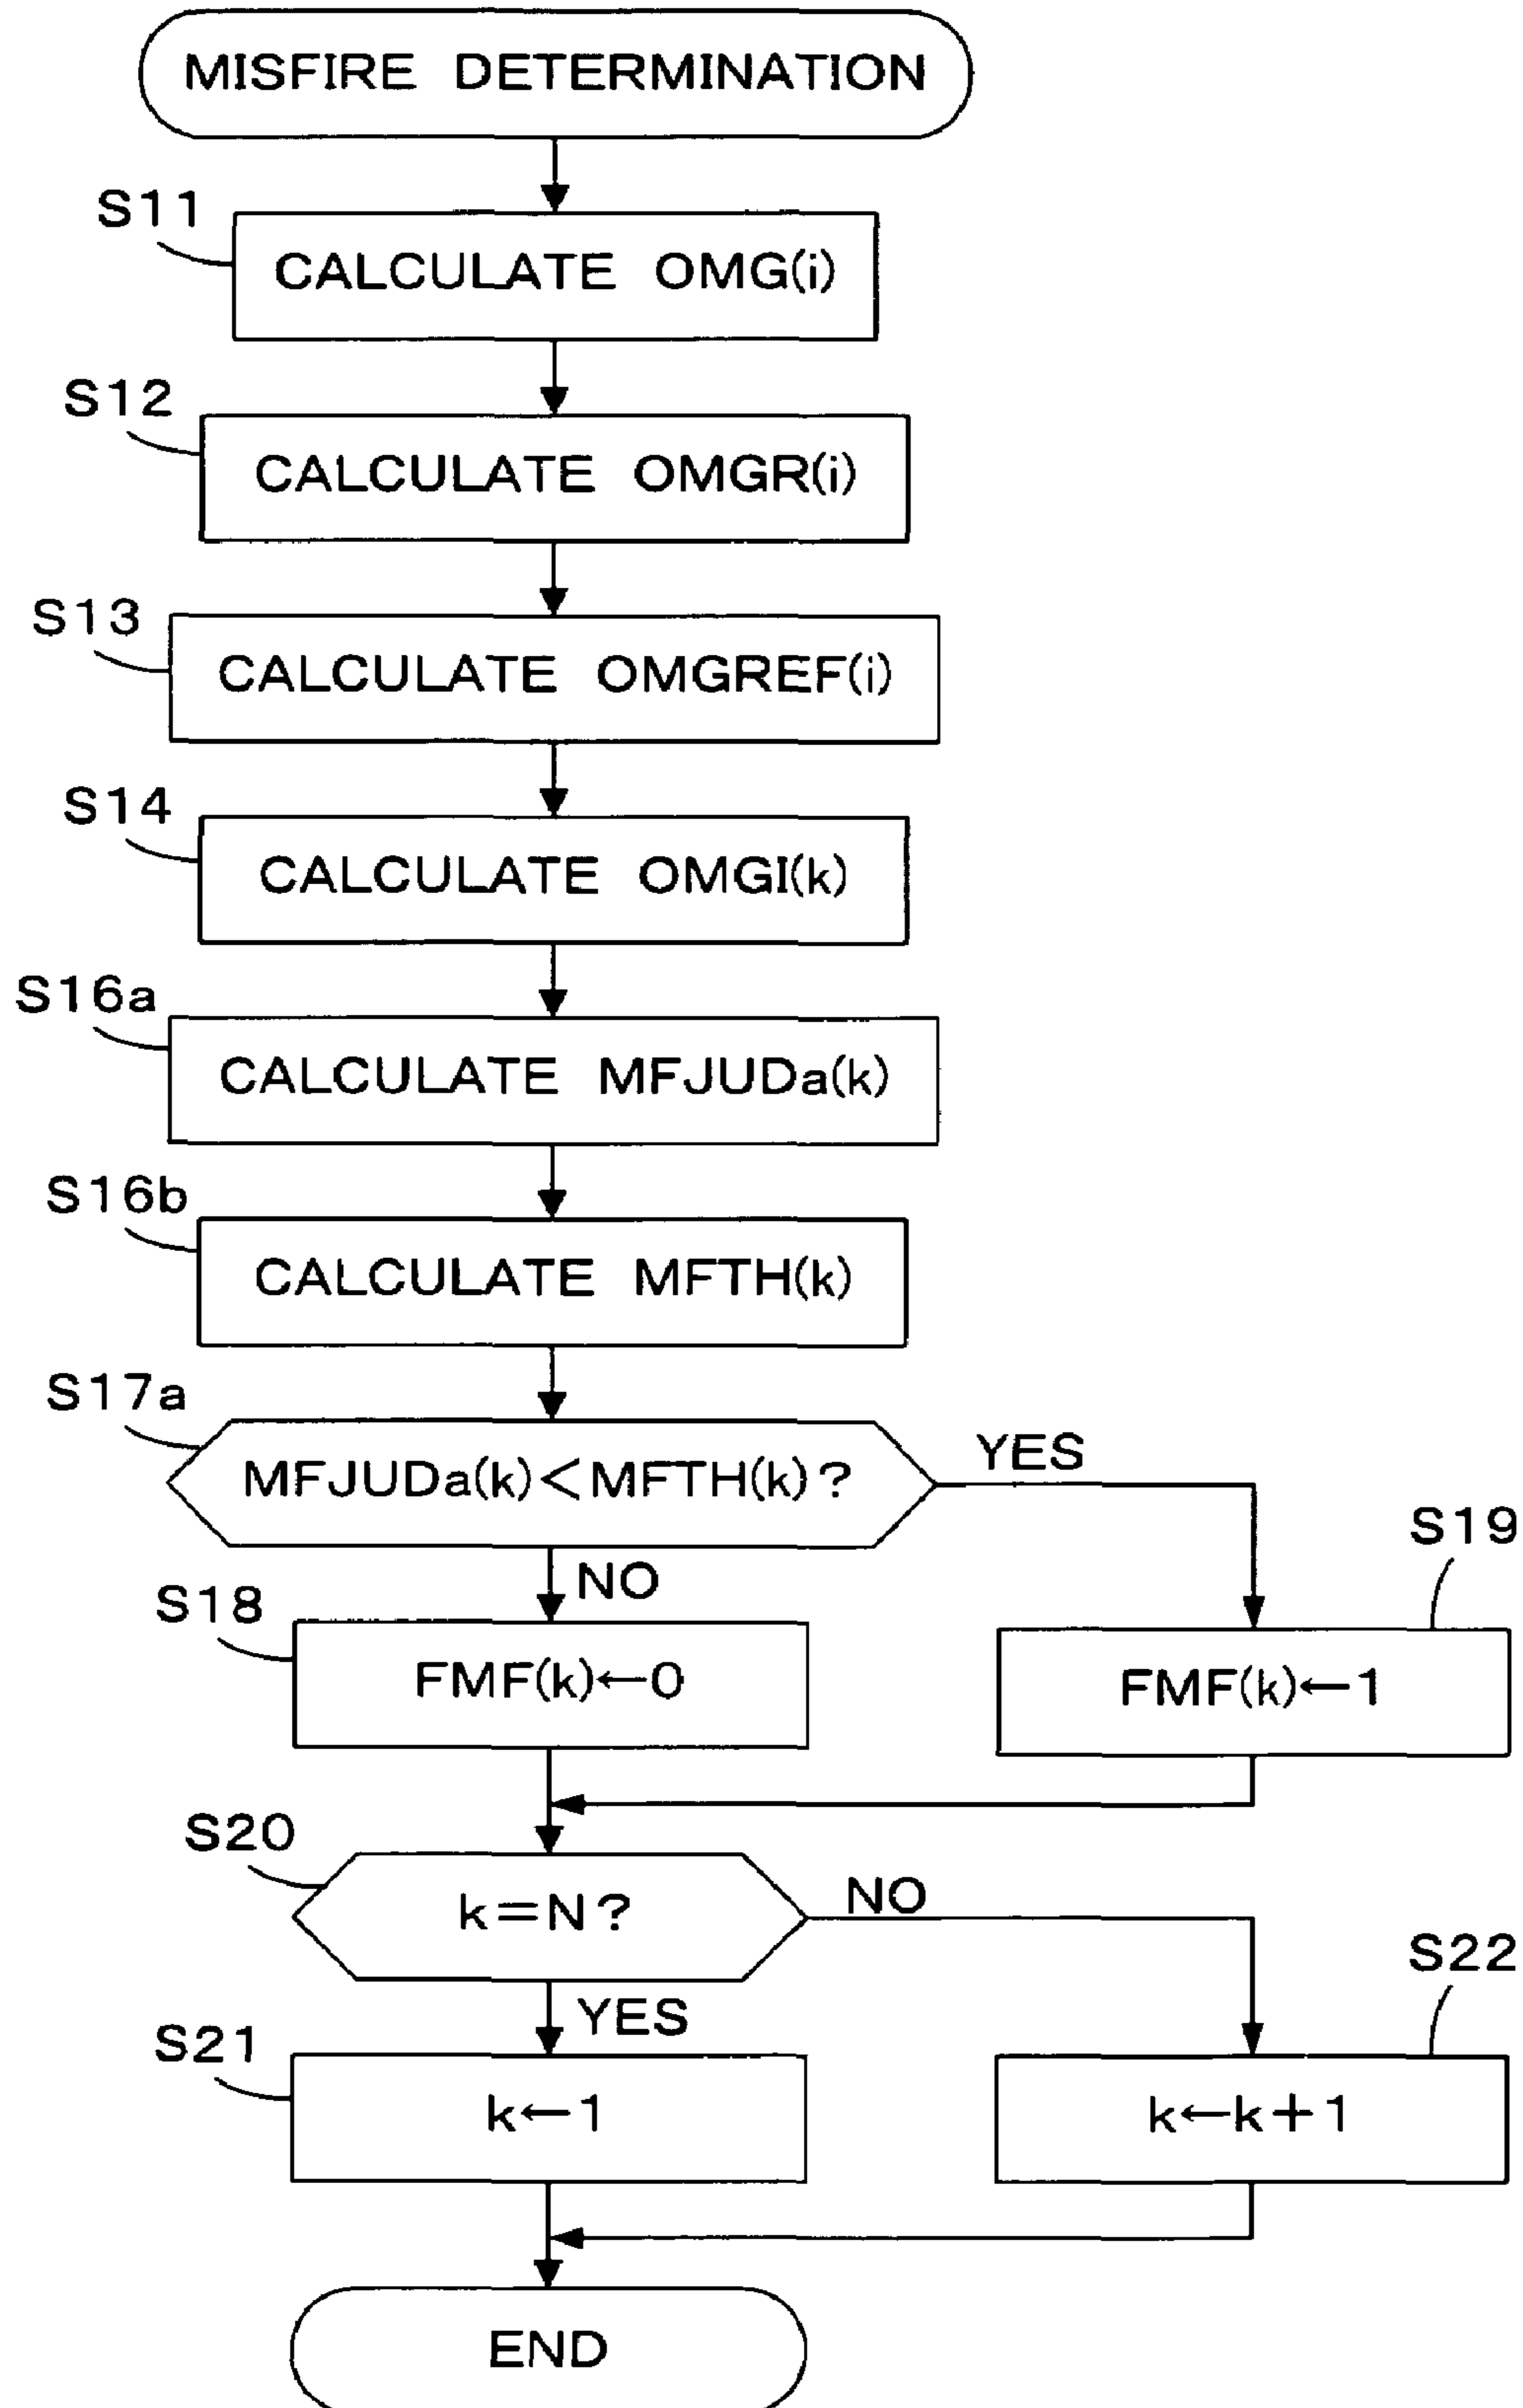 MISFIRE DETERMINATION
S11
CALCULATE OMG(i)
S12
CALCULATE OMGR(i)
S13
CALCULATE OMGREF(i)
S14
CALCULATE OMGI(k)
S16a
CALCULATE MFJUDa(k)
S16b
CALCULATE MFTH(k)
S17a
MFJUDa(k)<MFTH(k)?
YES
NO
S18
FMF(k)←0
S19
FMF(k)←1
S20
k=N?
NO
YES
S21
k←1
S22
k←k+1
END